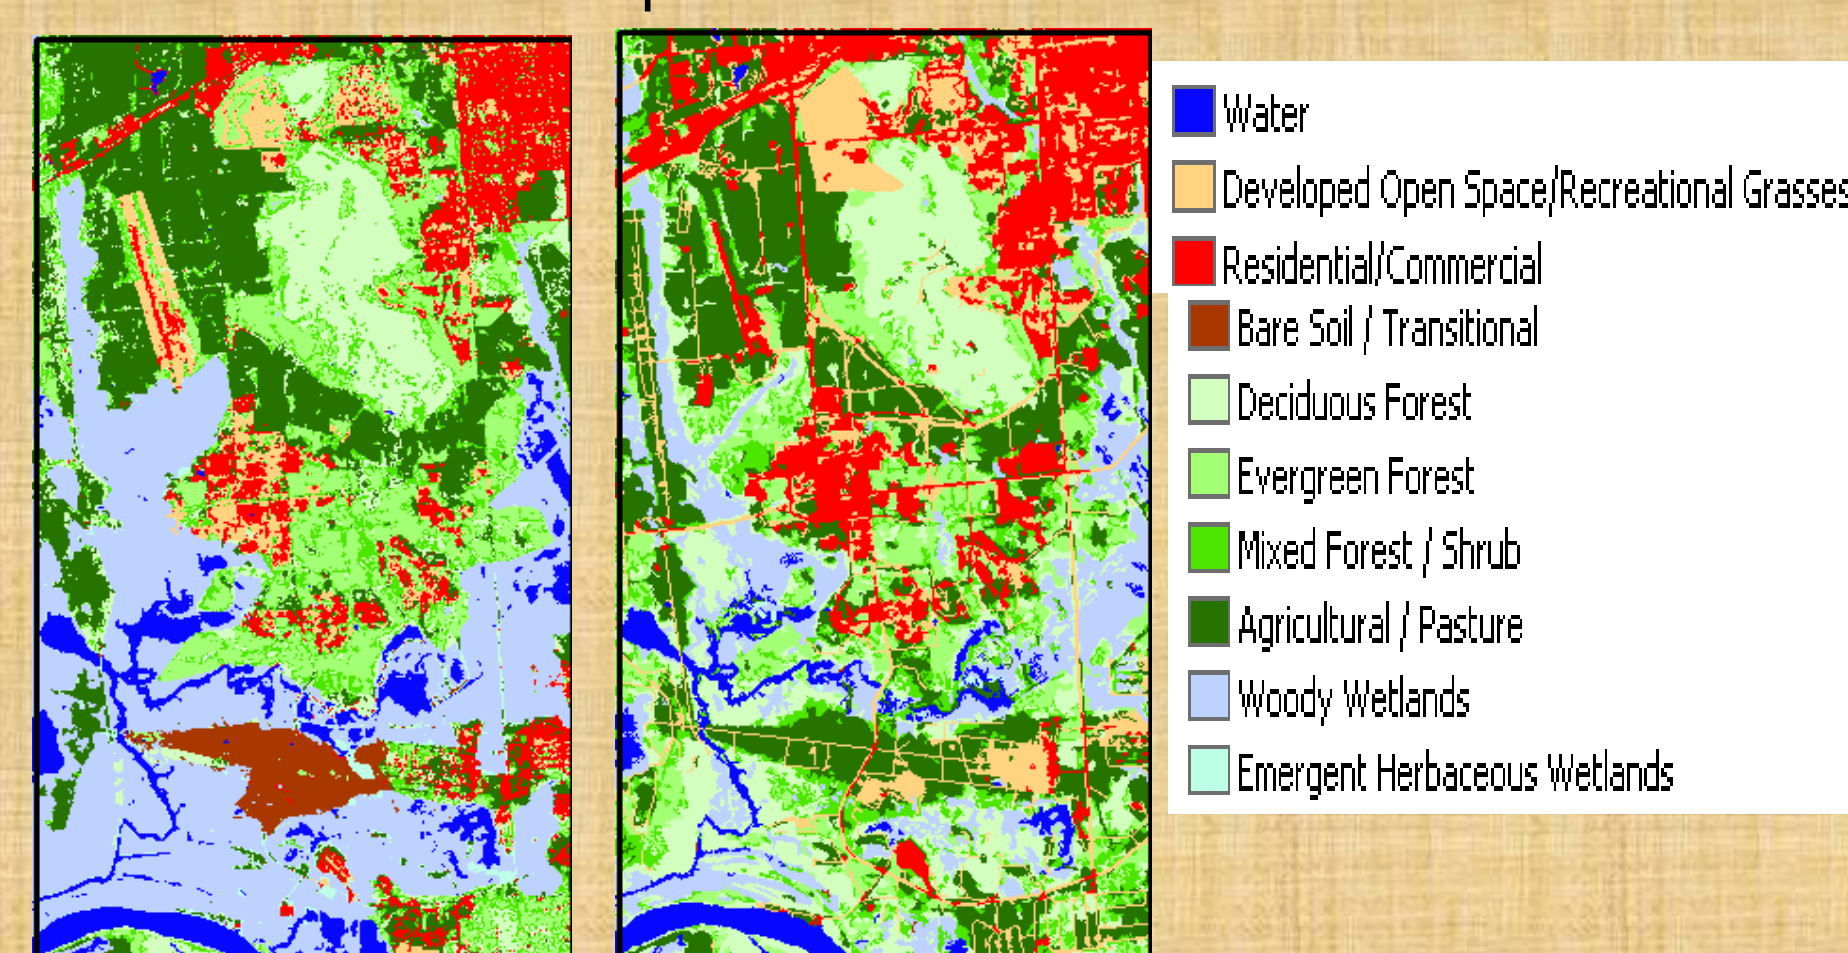 Water
Developed Open Space/Recreational Grasses
Residential/Commercial
Bare Soil / Transitional
Deciduous Forest
Evergreen Forest
Mixed Forest / Shrub
Agricultural / Pasture
Woody Wetlands
Emergent Herbaceous Wetlands